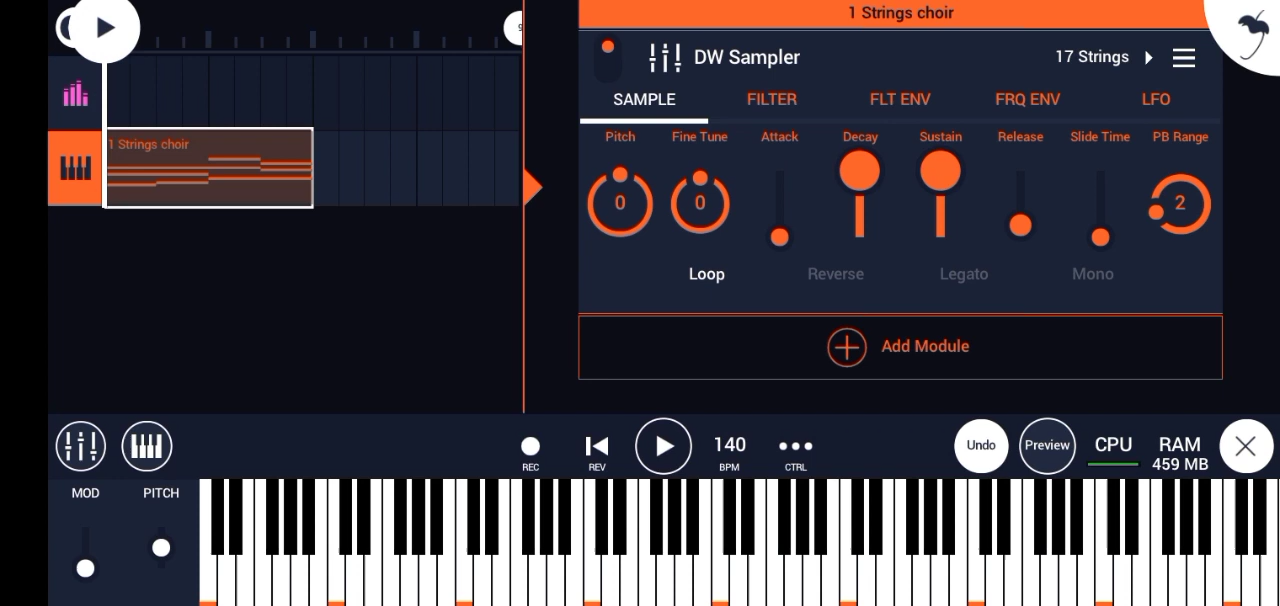 1 Strings choir
DW Sampler
17 Strings
SAMPLE FILTER FLT ENV FRQ ENV LFO
Pitch Fine Tune Attack Decay Sustain Release Slide Time PB Range
1 Strings choir
0 0 2
Loop Reverse Legato Mono
Add Module
140
Undo Preview CPU RAM
REC REV BPM CTRL
459 MB
MOD PITCH